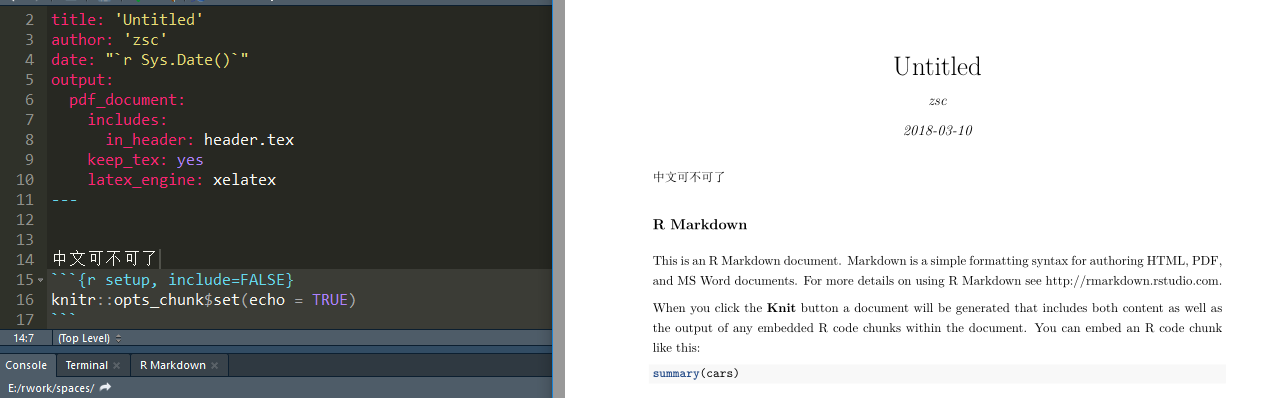 2 title: 'Untitled'
3 author: 'zsc'
4 date: "`r Sys.Date()`"
5 output:
6 pdf_document:
7 includes:
8 in_header: header.tex
9 keep_tex: yes
10 latex_engine: xelatex
11 ---
12
13
14 中文可不可了
15 ```{r setup, include=FALSE}
16 knitr::opts_chunk$set(echo = TRUE)
17 ```
14:7 (Top Level)
Console Terminal R Markdown
E:/rwork/spaces/
Untitled
zsc
2018-03-10
中文可不可了
R Markdown
This is an R Markdown document. Markdown is a simple formatting syntax for authoring HTML, PDF,
and MS Word documents. For more details on using R Markdown see http://rmarkdown.rstudio.com.
When you click the Knit button a document will be generated that includes both content as well as
the output of any embedded R code chunks within the document. You can embed an R code chunk
like this:
summary(cars)